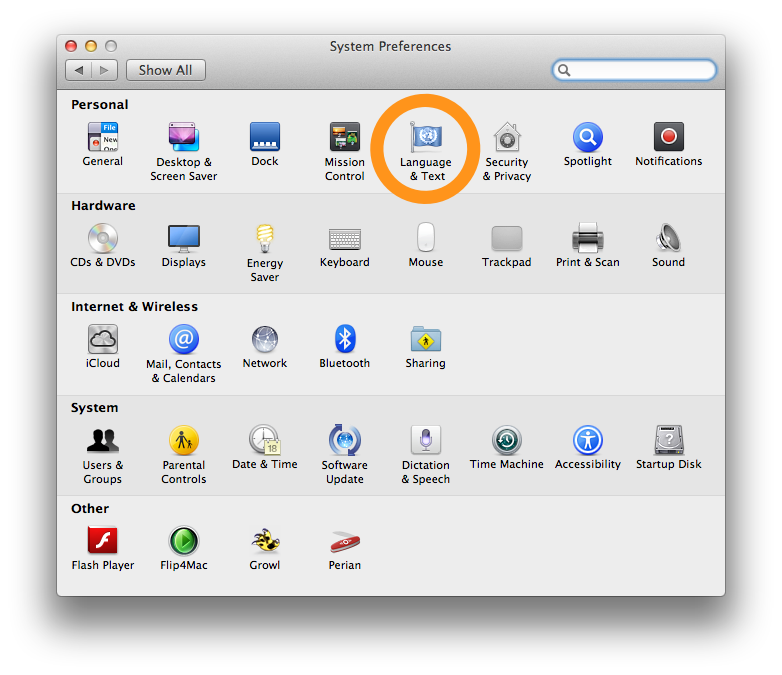 System Preferences
Show All
Personal
General
Desktop &
Screen Saver
Dock
Mission
Control
Language
& Text
Security
& Privacy
Spotlight
Notifications
File
New
One
Hardware
CDs & DVDs
Displays
Energy
Saver
Keyboard
Mouse
Trackpad
Print & Scan
Sound
Internet & Wireless
iCloud
@
Mail, Contacts
& Calendars
Network
Bluetooth
Sharing
System
Users &
Groups
Parental
Controls
18
Date & Time
Software
Update
Dictation
& Speech
Time Machine
Accessibility
?
Startup Disk
Other
Flash Player
Flip4Mac
Growl
Perian